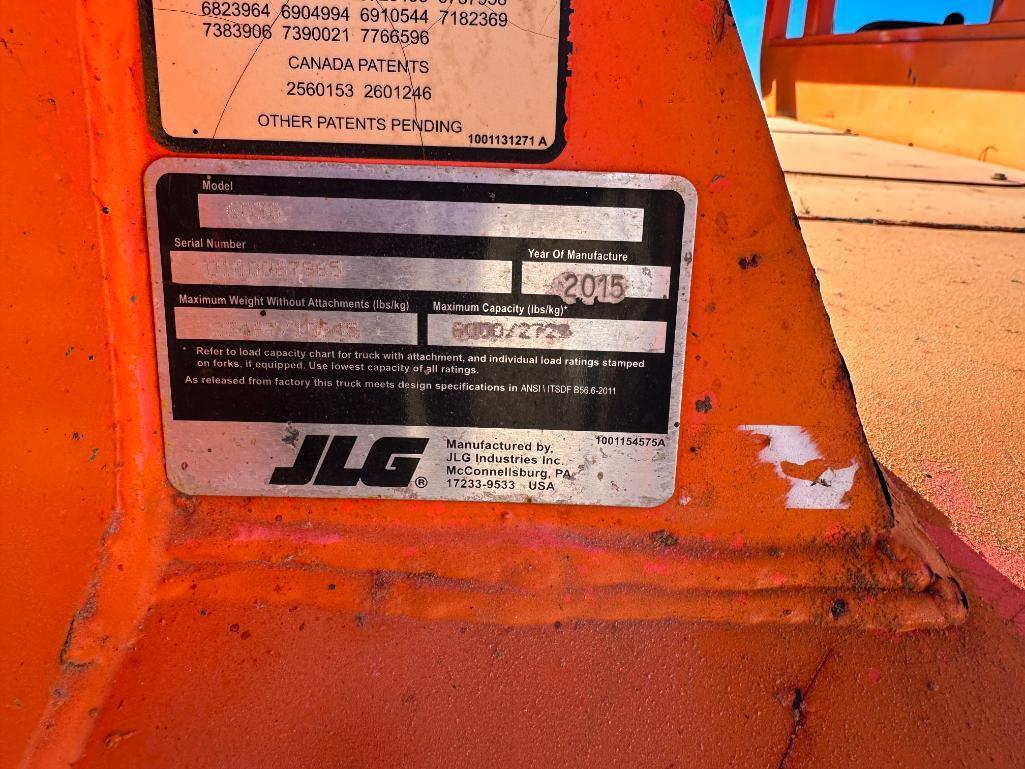 6823964 6904994 6910544 7182369
7383906 7390021 7766596
CANADA PATENTS
2560153 2601246
OTHER PATENTS PENDING
1001131271 A
Model
Serial Number
Year Of Manufacture
2015
Maximum Weight Without Attachments (lbs/kg)
Maximum Capacity (lbs/kg)*
* Refer to load capacity chart for truck with attachment, and individual load ratings stamped
on forks, if equipped. Use lowest capacity of all ratings.
As released from factory this truck meets design specifications in ANSI \ ITSDF B56.6-2011
1001154575A
JLG®
Manufactured by,
JLG Industries Inc.
McConnellsburg, PA
17233-9533 USA